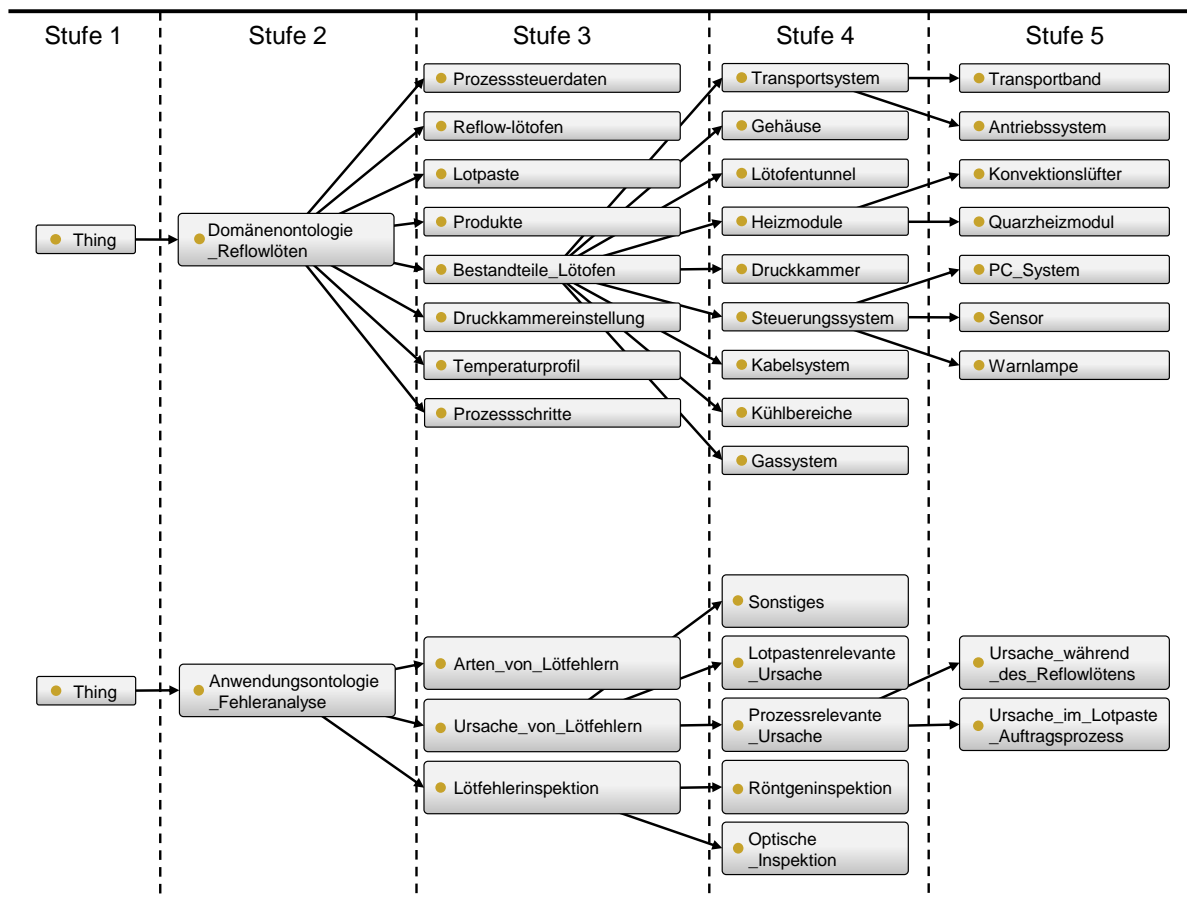 Stufe 1
Stufe 2
Stufe 3
Stufe 4
Stufe 5
Thing
Domänenontologie
_Reflowlöten
Prozesssteuerdaten
Reflow-lötofen
Lotpaste
Produkte
Bestandteile_Lötofen
Druckkammereinstellung
Temperaturprofil
Prozessschritte
Transportsystem
Gehäuse
Lötofentunnel
Heizmodule
Druckkammer
Steuerungssystem
Kabelsystem
Kühlbereiche
Gassystem
Transportband
Antriebssystem
Konvektionslüfter
Quarzheizmodul
PC_System
Sensor
Warnlampe
Thing
Anwendungsontologie
_Fehleranalyse
Arten_von_Lötfehlern
Ursache_von_Lötfehlern
Lötfehlerinspektion
Sonstiges
Lotpastenrelevante
_Ursache
Prozessrelevante
_Ursache
Röntgeninspektion
Optische
_Inspektion
Ursache_während
_des_Reflowlötens
Ursache_im_Lotpaste
_Auftragsprozess